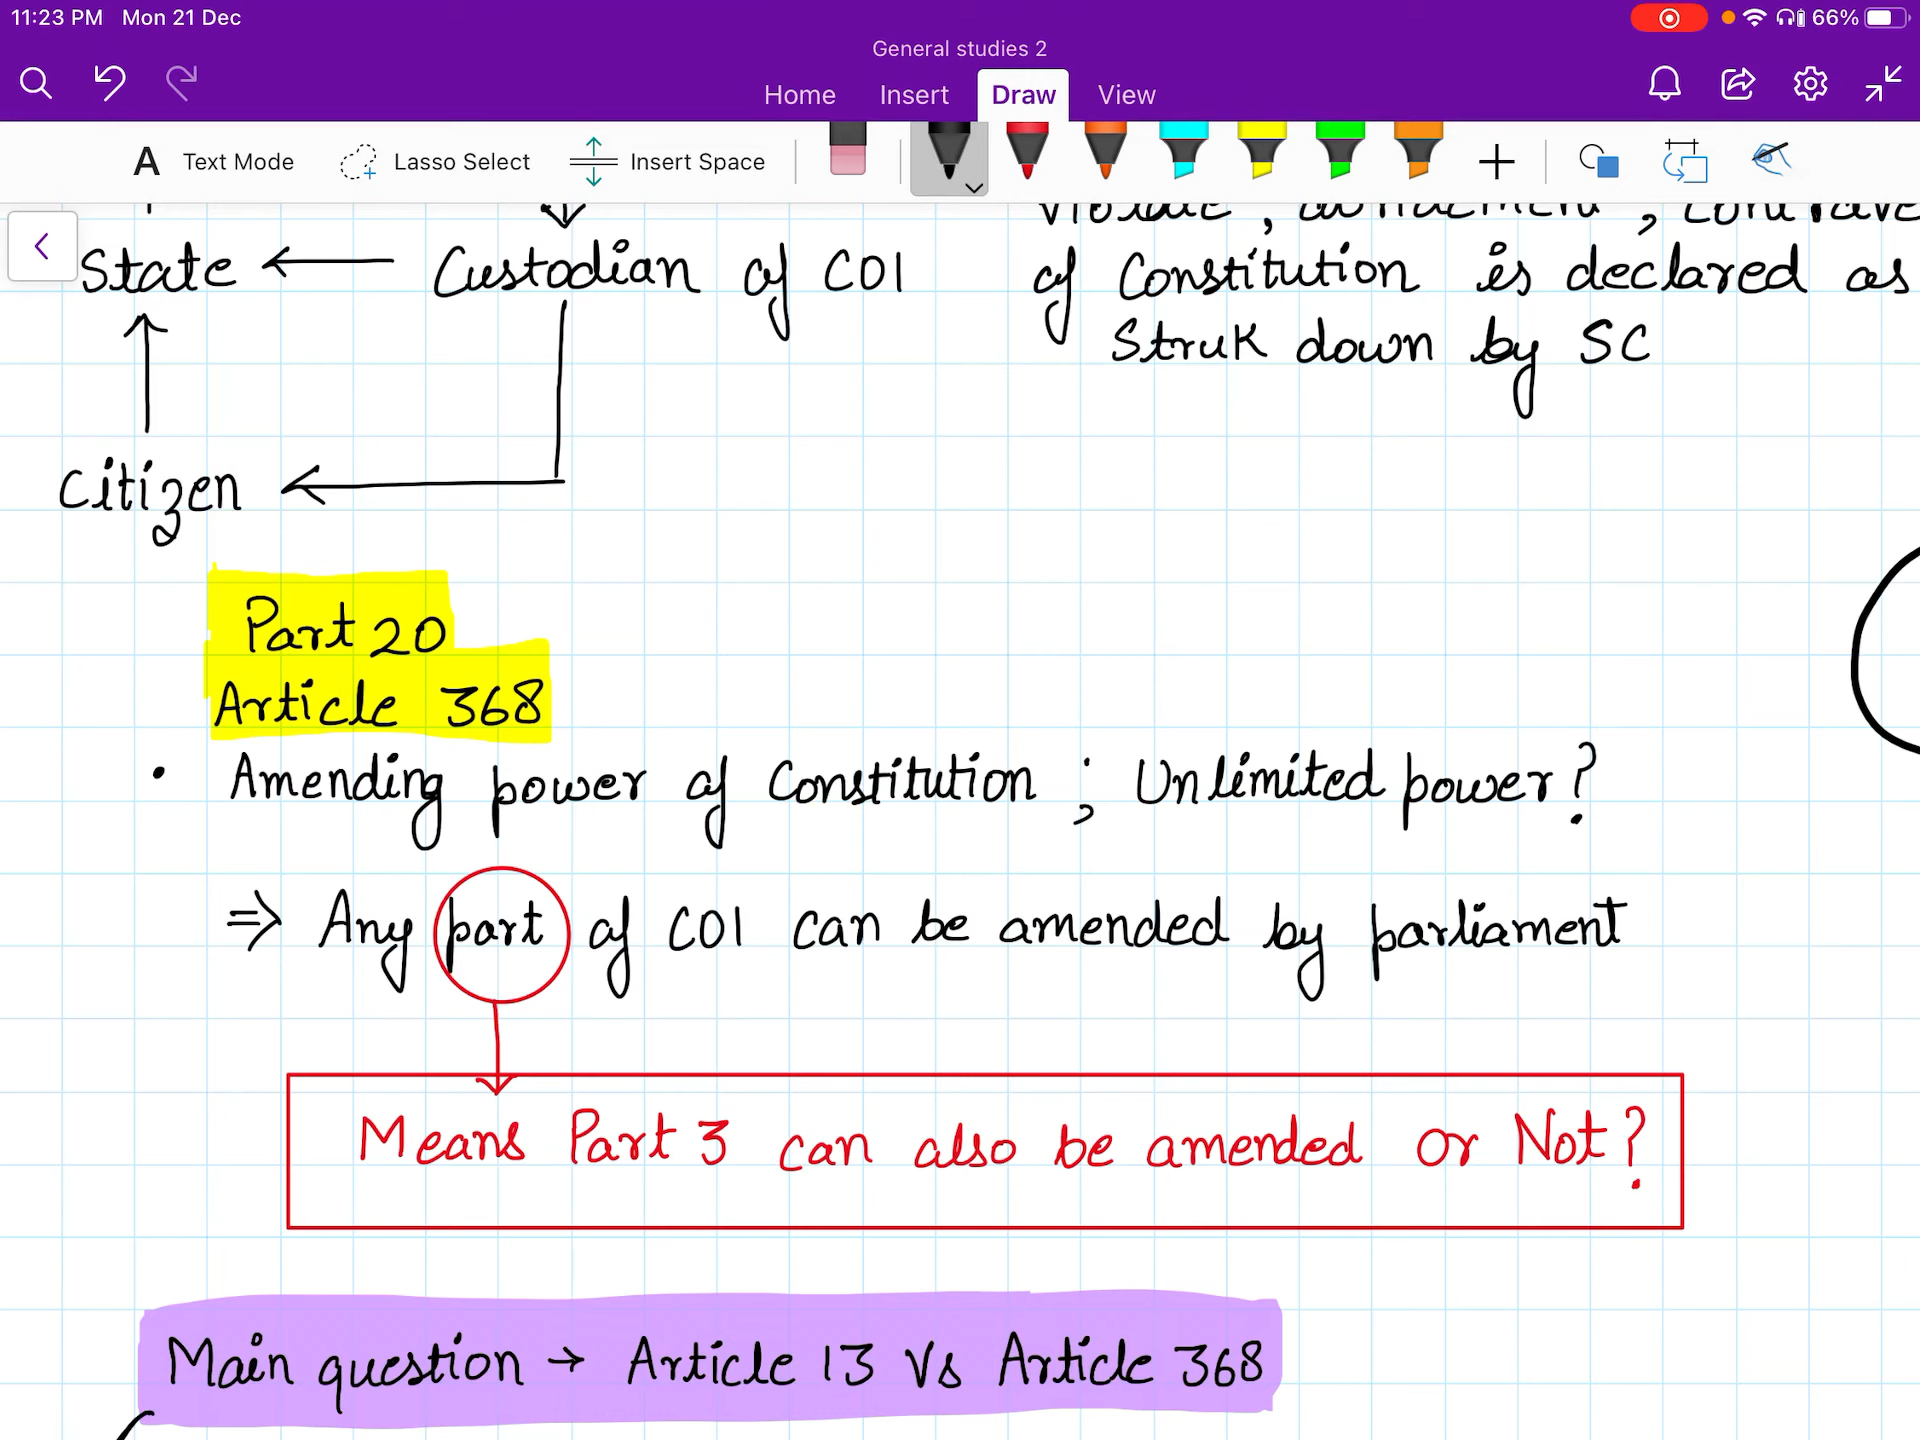 11:23 PM Mon 21 Dec
66%
General studies 2
Home Insert Draw View
A Text Mode Lasso Select Insert Space
State ← Custodian of COI
of Constitution is declared as
Struk down by SC
Citizen
Part 20
Article 368
• Amending power of Constitution ; Unlimited power?
⇒ Any part of COI can be amended by parliament
Means Part 3 can also be amended or Not?
Main question → Article 13 Vs Article 368